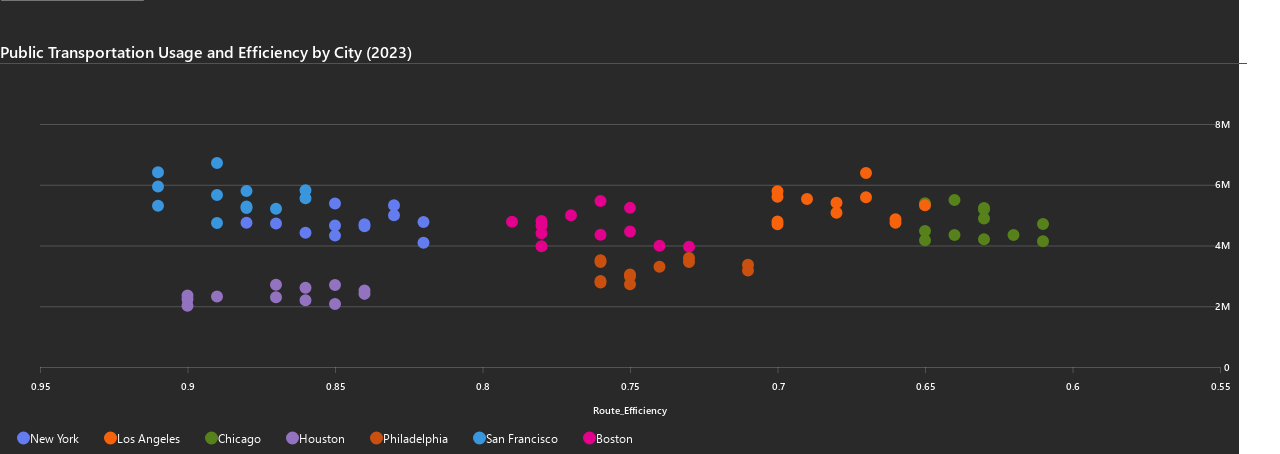 Public Transportation Usage and Efficiency by City (2023)
8M
6M
4M
2M
0
0.95 0.9 0.85 0.8 0.75 0.7 0.65 0.6 0.55
Route_Efficiency
New York Los Angeles Chicago Houston Philadelphia San Francisco Boston